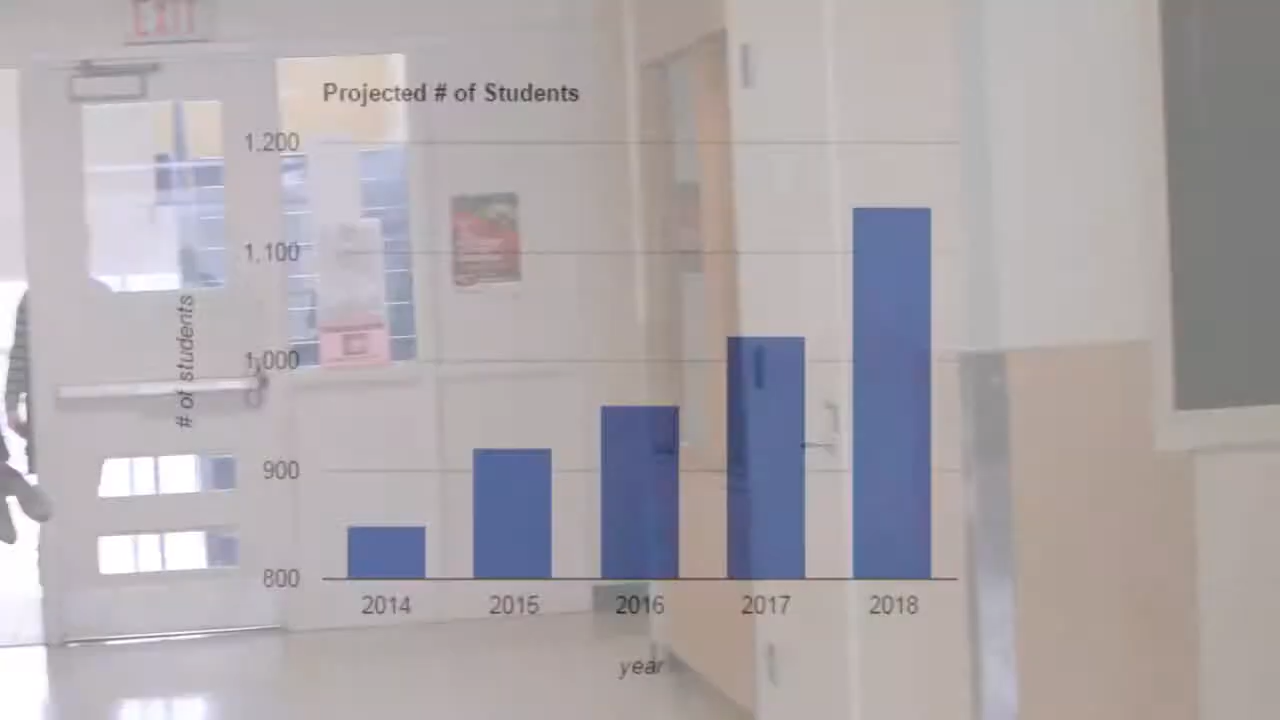 EXIT
Projected # of Students
1,200
1,100
1,000
900
800
# of students
2014 2015 2016 2017 2018
year